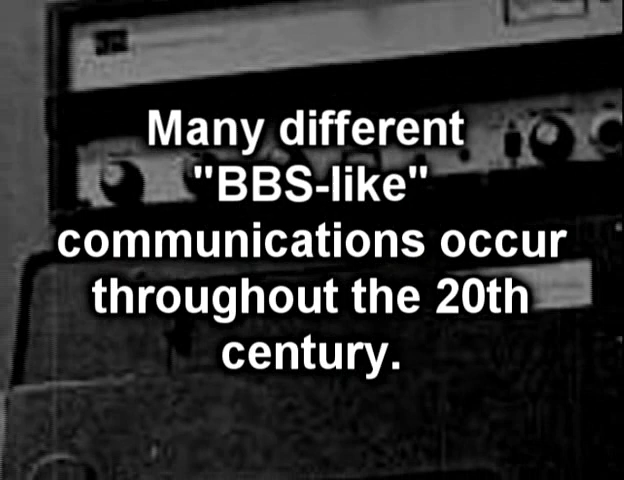 Many different
"BBS-like"
communications occur
throughout the 20th
century.